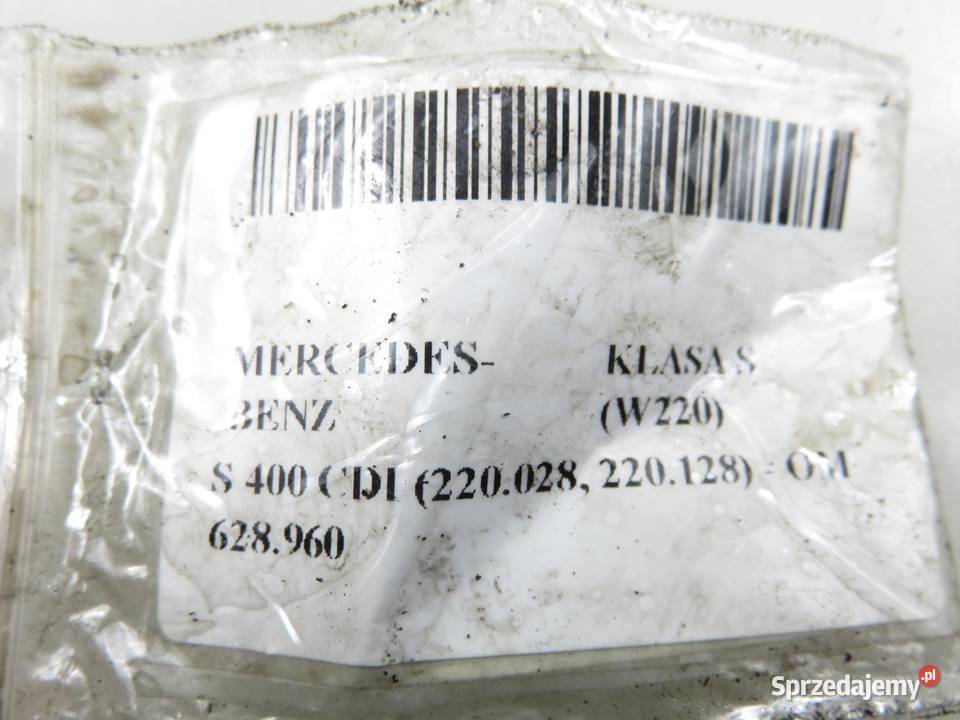 MERCEDES- KLASA S
BENZ (W220)
S 400 CDI (220.028, 220.128) - OM
628.960
Sprzedajemy.pl